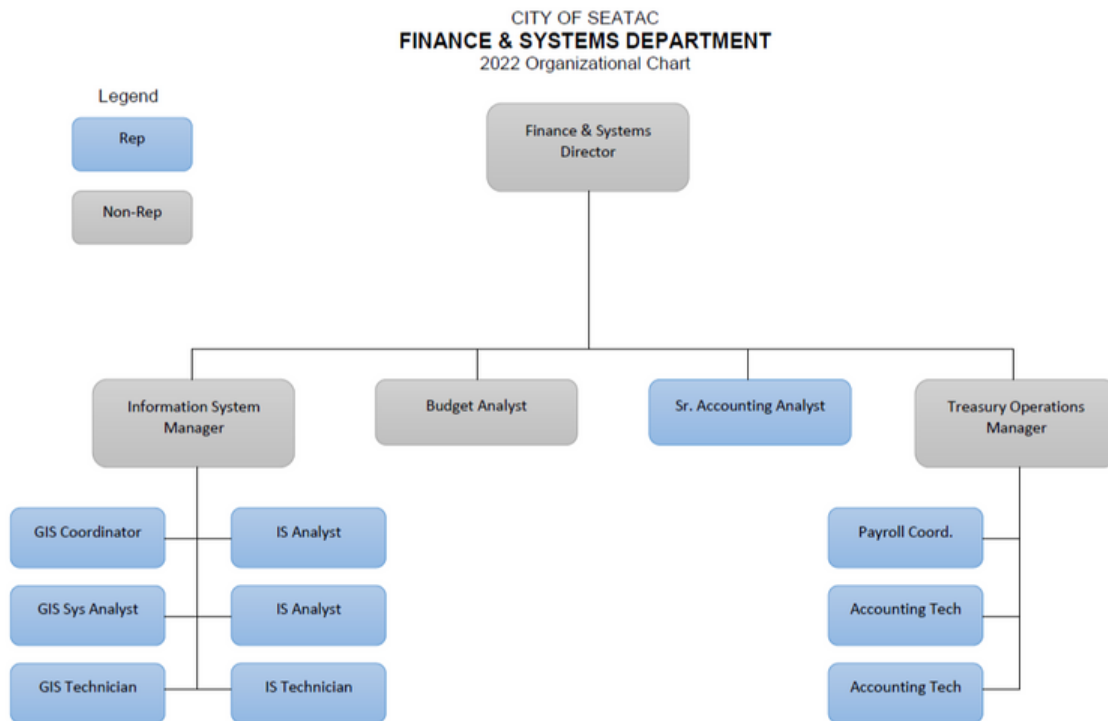 CITY OF SEATAC
FINANCE & SYSTEMS DEPARTMENT
2022 Organizational Chart
Legend
Rep
Non-Rep
Finance & Systems
Director
Information System
Manager
Budget Analyst
Sr. Accounting Analyst
Treasury Operations
Manager
GIS Coordinator
IS Analyst
Payroll Coord.
GIS Sys Analyst
IS Analyst
Accounting Tech
GIS Technician
IS Technician
Accounting Tech